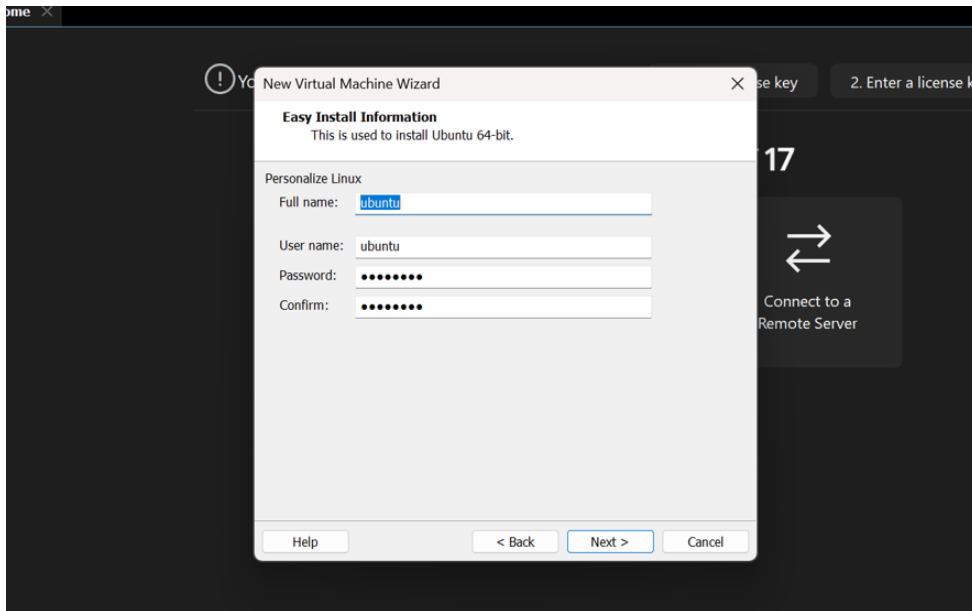 ome
Yo
se key
2. Enter a license k
New Virtual Machine Wizard
Easy Install Information
This is used to install Ubuntu 64-bit.
17
Personalize Linux
Full name: ubuntu
User name: ubuntu
Password: ●●●●●●●●
Confirm: ●●●●●●●●
Connect to a
Remote Server
Help
< Back
Next >
Cancel